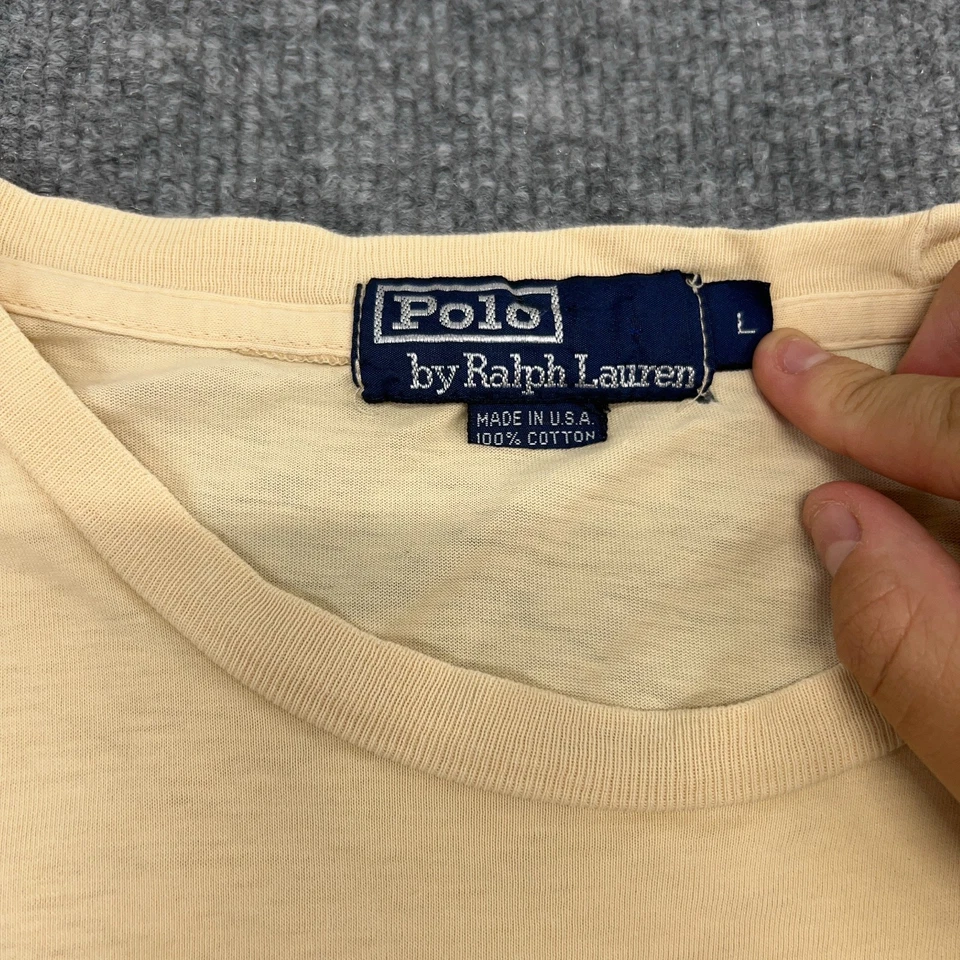 Polo
by Ralph Lauren
L
MADE IN U.S.A.
100% COTTON